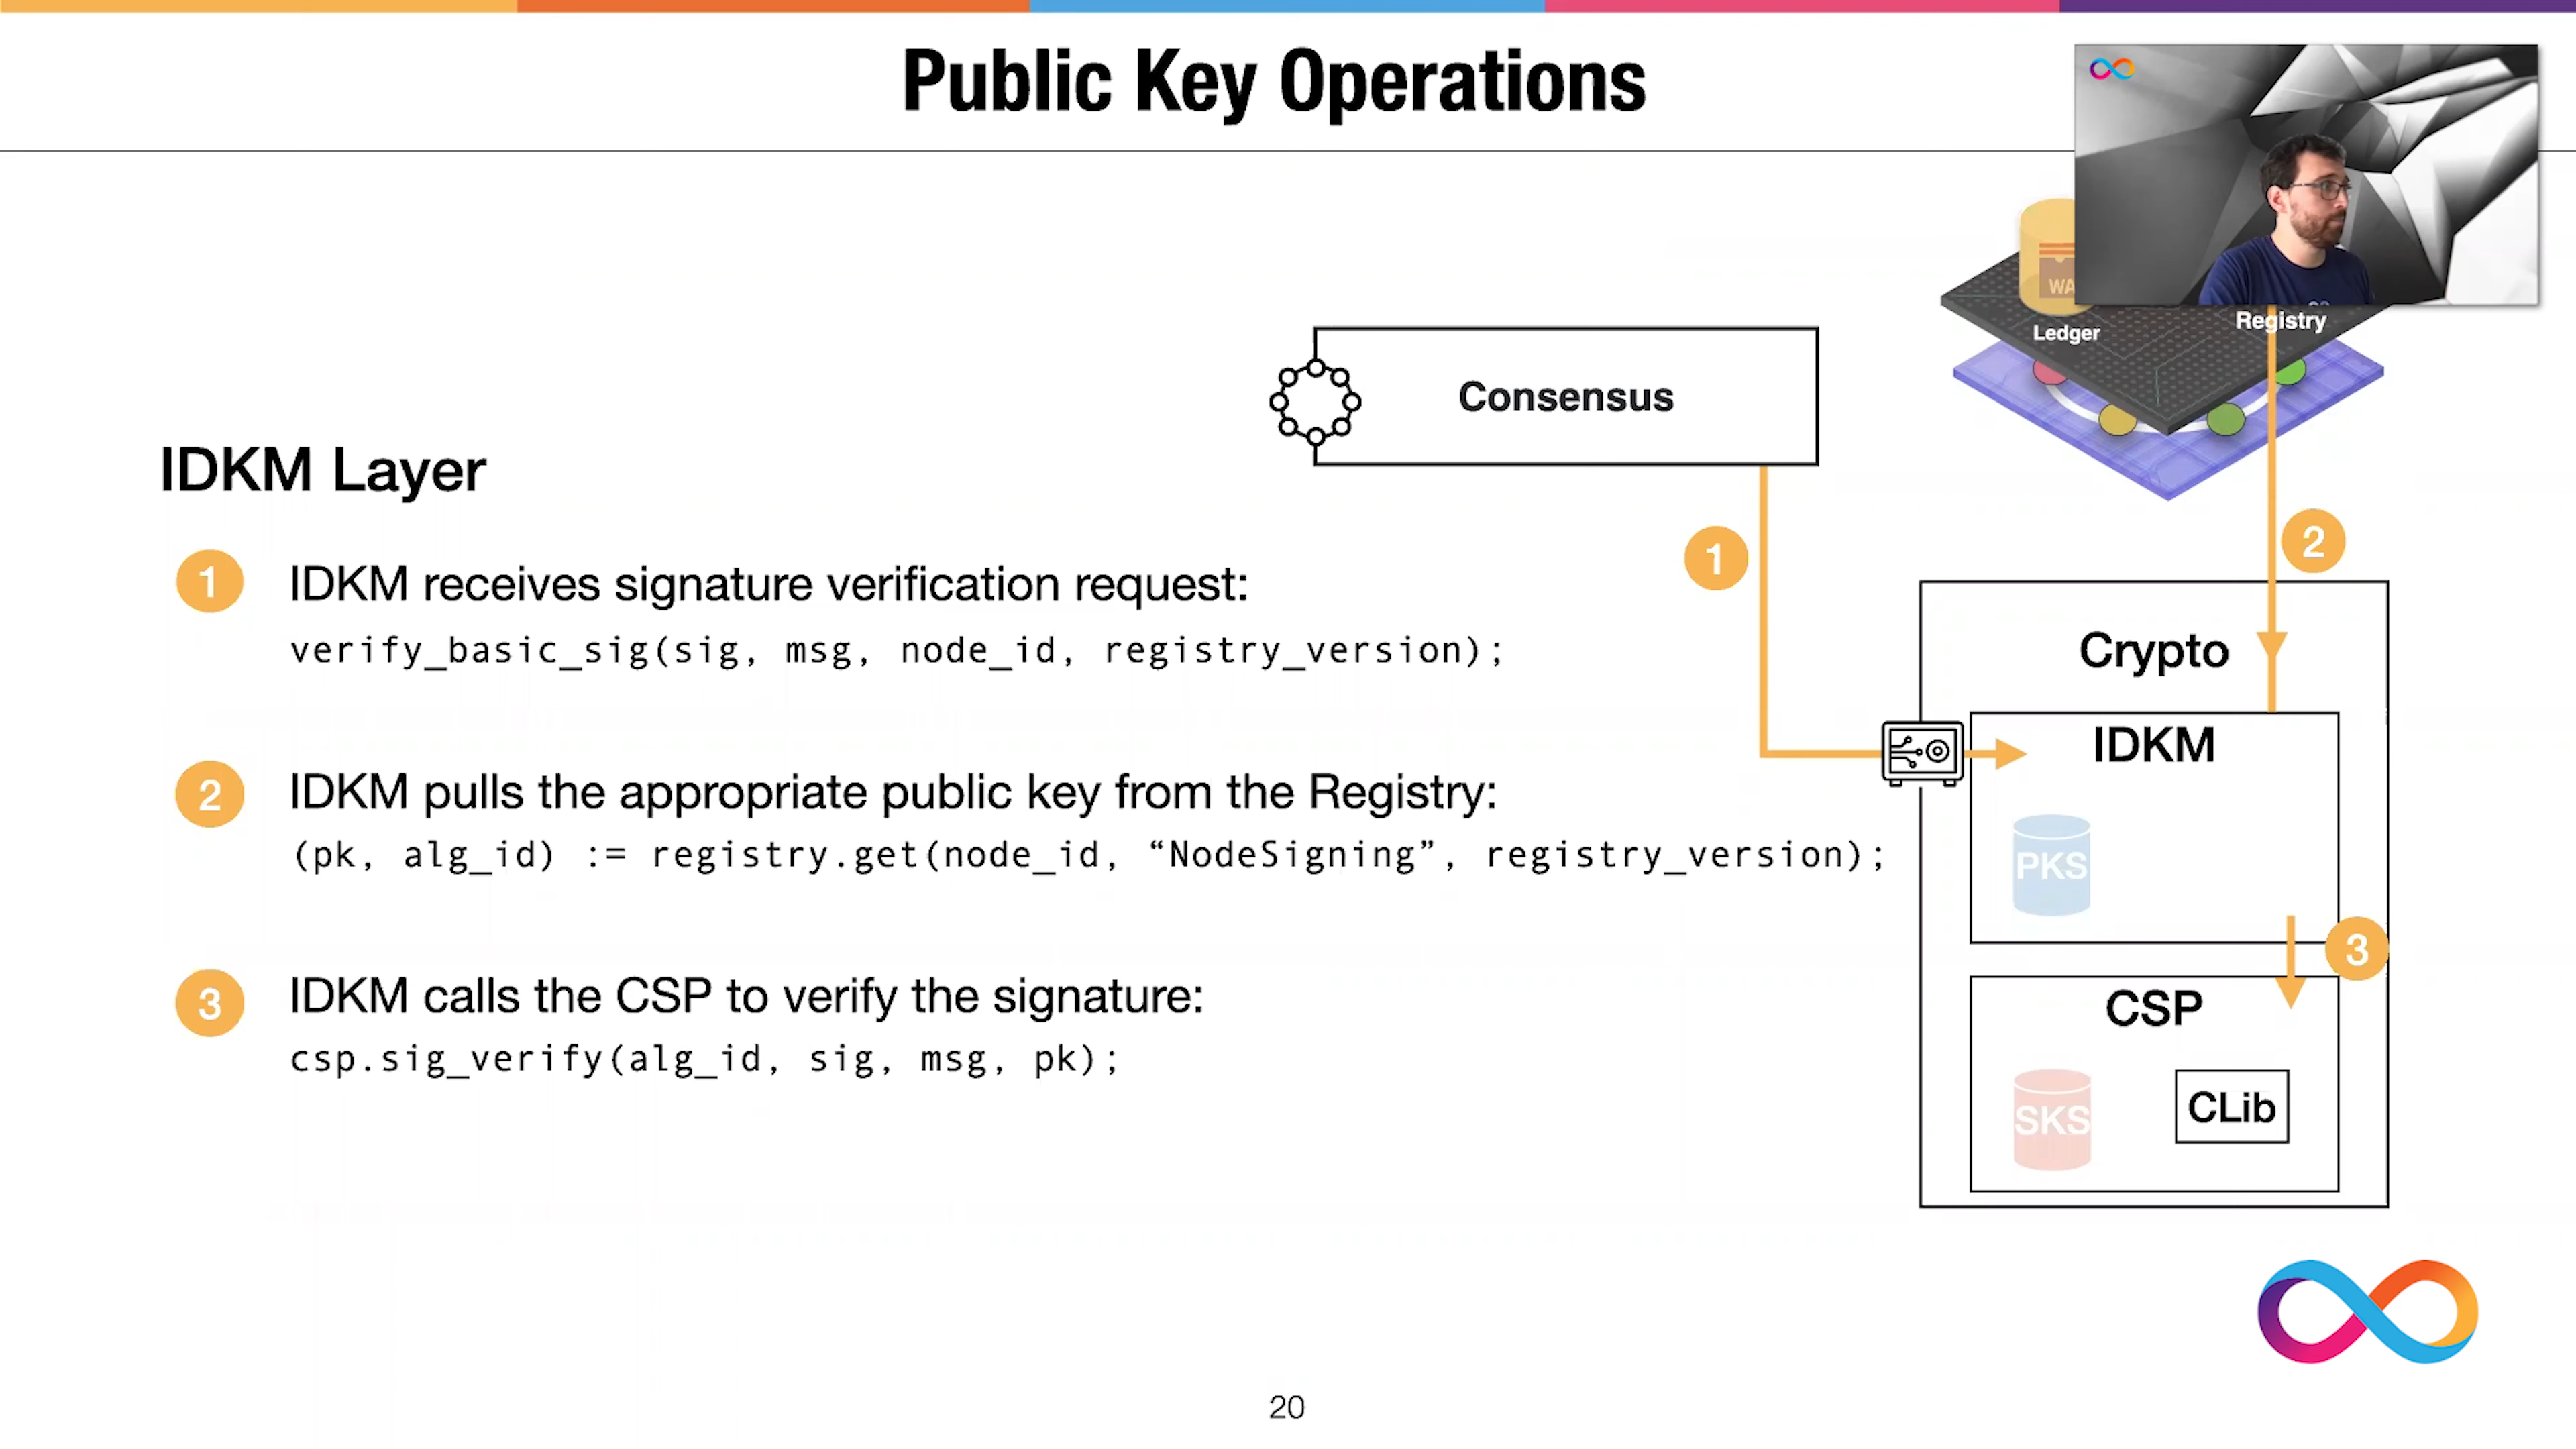 Public Key Operations
WA
Ledger
Registry
Consensus
IDKM Layer
1
1
2
IDKM receives signature verification request:
verify_basic_sig(sig, msg, node_id, registry_version);
Crypto
IDKM
2
IDKM pulls the appropriate public key from the Registry:
(pk, alg_id) := registry.get(node_id, “NodeSigning”, registry_version);
PKS
3
3
IDKM calls the CSP to verify the signature:
csp.sig_verify(alg_id, sig, msg, pk);
CSP
SKS
CLib
20